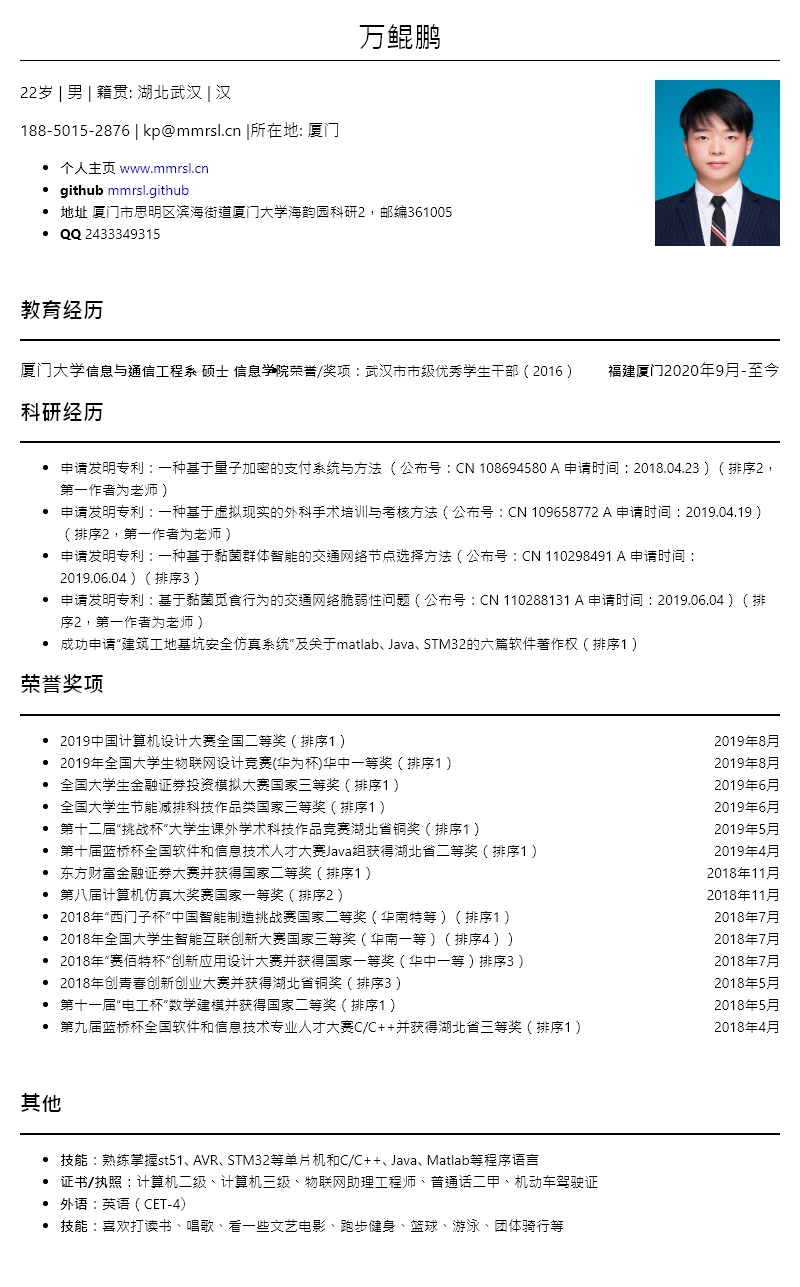 万鲲鹏
22岁 | 男 | 籍贯: 湖北武汉 | 汉
188-5015-2876 | kp@mmrsl.cn |所在地: 厦门
个人主页 www.mmrsl.cn
github mmrsl.github
地址 厦门市思明区滨海街道厦门大学海韵园科研2，邮编361005
QQ 2433349315
教育经历
厦门大学信息与通信工程系 硕士 信息学院荣誉/奖项：武汉市市级优秀学生干部（2016） 福建厦门2020年9月-至今
科研经历
申请发明专利：一种基于量子加密的支付系统与方法 （公布号：CN 108694580 A 申请时间：2018.04.23）（排序2，
第一作者为老师）
申请发明专利：一种基于虚拟现实的外科手术培训与考核方法（公布号：CN 109658772 A 申请时间：2019.04.19）
（排序2，第一作者为老师）
申请发明专利：一种基于黏菌群体智能的交通网络节点选择方法（公布号：CN 110298491 A 申请时间：
2019.06.04）（排序3）
申请发明专利：基于黏菌觅食行为的交通网络脆弱性问题（公布号：CN 110288131 A 申请时间：2019.06.04）（排
序2，第一作者为老师）
成功申请“建筑工地基坑安全仿真系统”及关于matlab、Java、STM32的六篇软件著作权（排序1）
荣誉奖项
2019中国计算机设计大赛全国二等奖（排序1） 2019年8月
2019年全国大学生物联网设计竞赛(华为杯)华中一等奖（排序1） 2019年8月
全国大学生金融证券投资模拟大赛国家三等奖（排序1） 2019年6月
全国大学生节能减排科技作品类国家三等奖（排序1） 2019年6月
第十二届“挑战杯”大学生课外学术科技作品竞赛湖北省铜奖（排序1） 2019年5月
第十届蓝桥杯全国软件和信息技术人才大赛Java组获得湖北省二等奖（排序1） 2019年4月
东方财富金融证券大赛并获得国家二等奖（排序1） 2018年11月
第八届计算机仿真大奖赛国家一等奖（排序2） 2018年11月
2018年“西门子杯”中国智能制造挑战赛国家二等奖（华南特等）（排序1） 2018年7月
2018年全国大学生智能互联创新大赛国家三等奖（华南一等）（排序4）） 2018年7月
2018年“赛佰特杯”创新应用设计大赛并获得国家一等奖（华中一等）排序3） 2018年7月
2018年创青春创新创业大赛并获得湖北省铜奖（排序3） 2018年5月
第十一届“电工杯”数学建模并获得国家二等奖（排序1） 2018年5月
第九届蓝桥杯全国软件和信息技术专业人才大赛C/C++并获得湖北省三等奖（排序1） 2018年4月
其他
技能：熟练掌握st51、AVR、STM32等单片机和C/C++、Java、Matlab等程序语言
证书/执照：计算机二级、计算机三级、物联网助理工程师、普通话二甲、机动车驾驶证
外语：英语（CET-4）
技能：喜欢打读书、唱歌、看一些文艺电影、跑步健身、篮球、游泳、团体骑行等